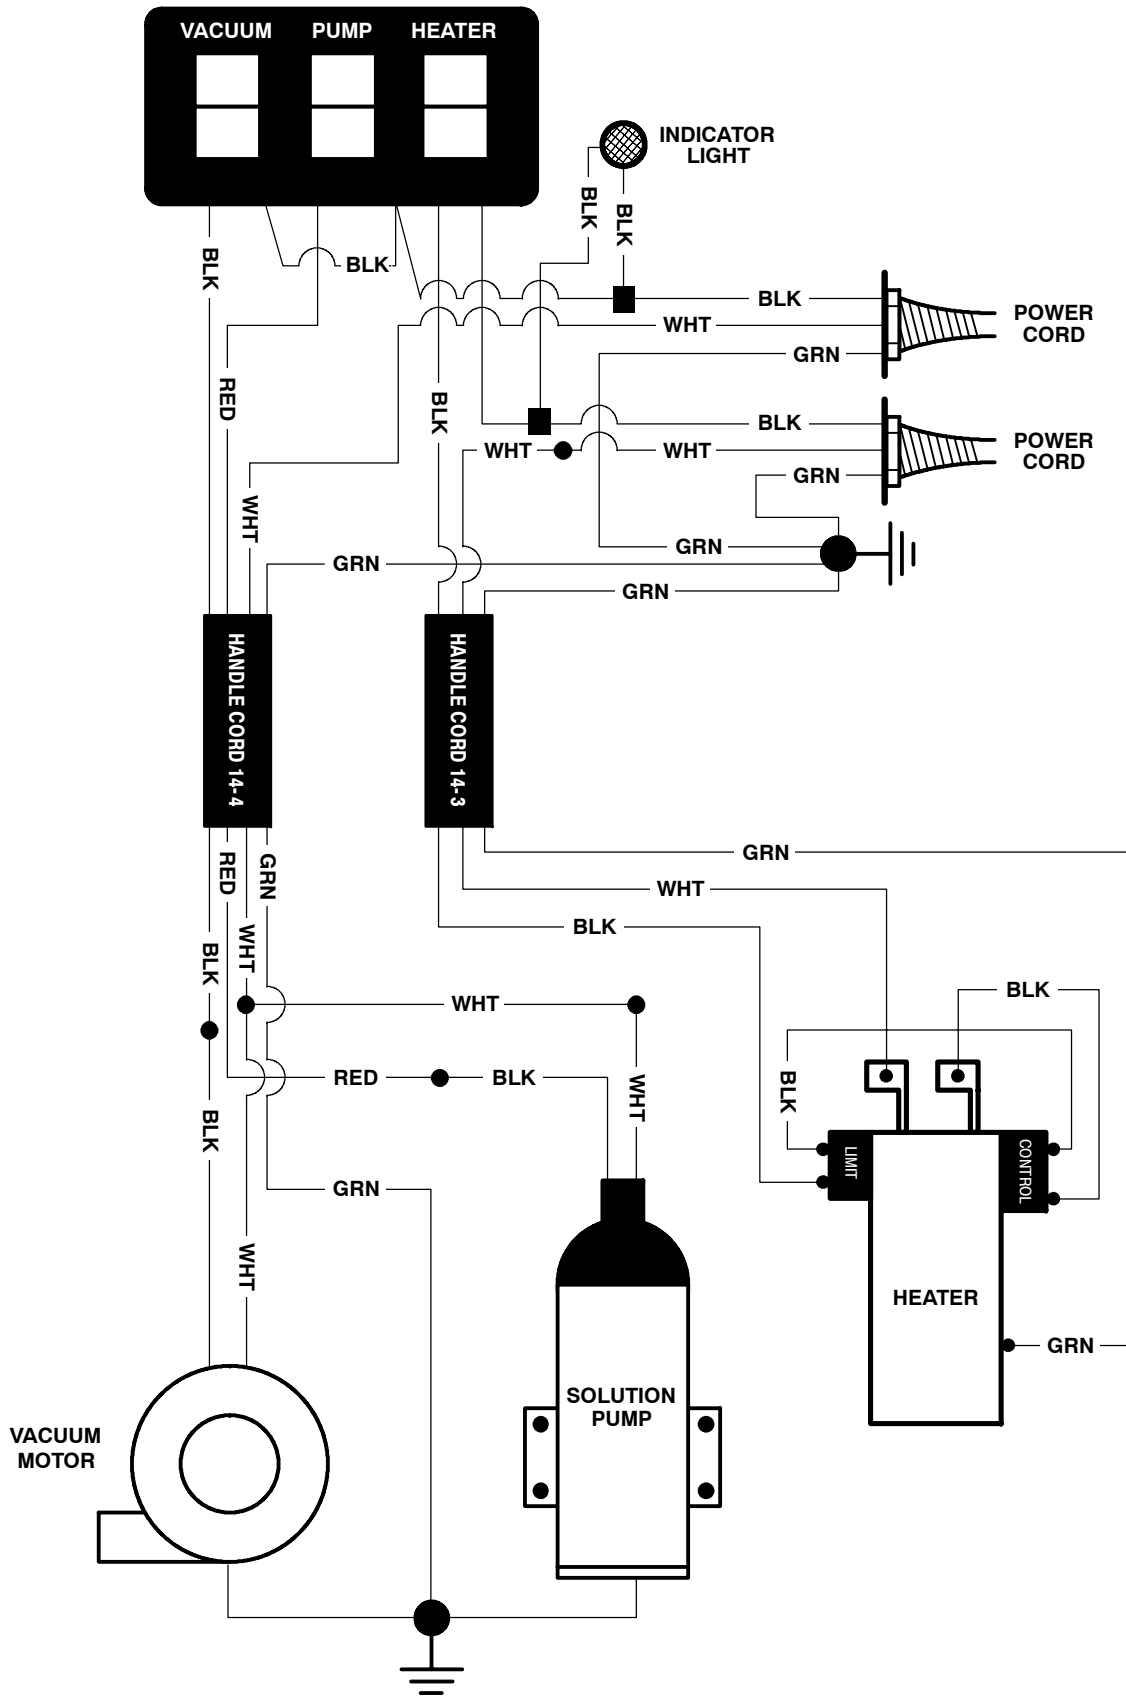 VACUUM PUMP HEATER
INDICATOR
LIGHT
BLK
BLK
BLK
BLK
BLK
POWER
CORD
WHT
GRN
RED
BLK
BLK
POWER
CORD
WHT
WHT
GRN
WHT
GRN
GRN
GRN
HANDLE CORD 14-4
HANDLE CORD 14-3
GRN
RED
GRN
WHT
BLK
BLK
WHT
WHT
BLK
BLK
RED
BLK
WHT
BLK
LIMIT
CONTROL
GRN
WHT
HEATER
GRN
SOLUTION
PUMP
VACUUM
MOTOR